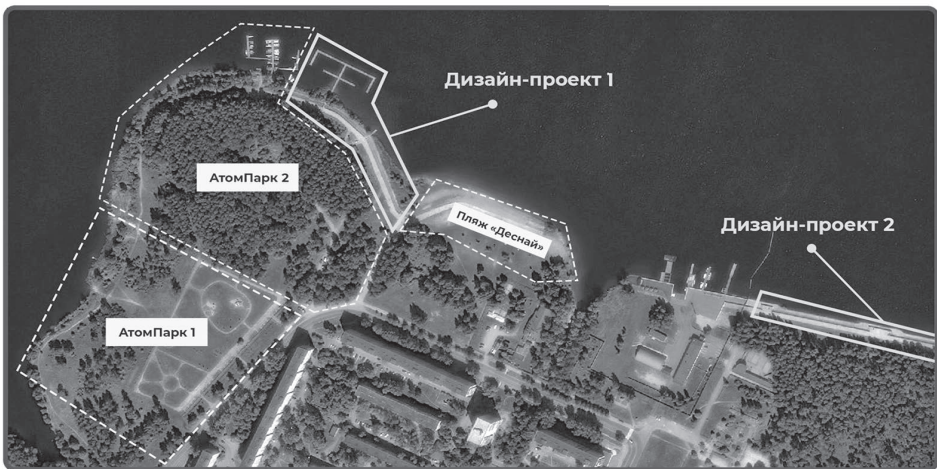 Дизайн-проект 1
АтомПарк 2
Пляж «Деснай»
Дизайн-проект 2
АтомПарк 1